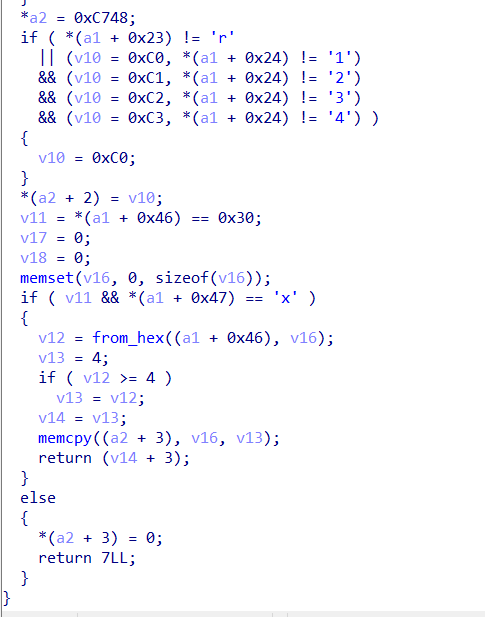 }
*a2 = 0xC748;
if ( *(a1 + 0x23) != 'r'
|| (v10 = 0xC0, *(a1 + 0x24) != '1')
&& (v10 = 0xC1, *(a1 + 0x24) != '2')
&& (v10 = 0xC2, *(a1 + 0x24) != '3')
&& (v10 = 0xC3, *(a1 + 0x24) != '4') )
{
v10 = 0xC0;
}
*(a2 + 2) = v10;
v11 = *(a1 + 0x46) == 0x30;
v17 = 0;
v18 = 0;
memset(v16, 0, sizeof(v16));
if ( v11 && *(a1 + 0x47) == 'x' )
{
v12 = from_hex((a1 + 0x46), v16);
v13 = 4;
if ( v12 >= 4 )
v13 = v12;
v14 = v13;
memcpy((a2 + 3), v16, v13);
return (v14 + 3);
}
else
{
*(a2 + 3) = 0;
return 7LL;
}
}